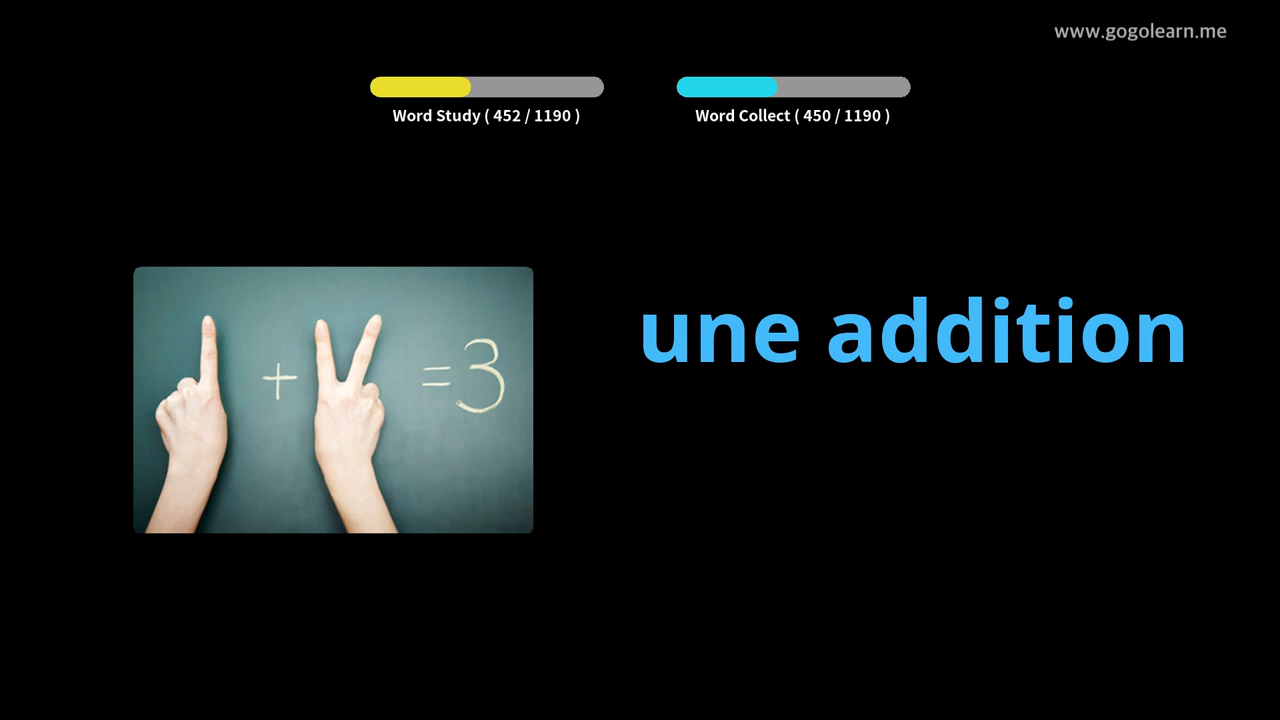 www.gogolearn.me
Word Study ( 452 / 1190 )
Word Collect ( 450 / 1190 )
une addition
+ = 3